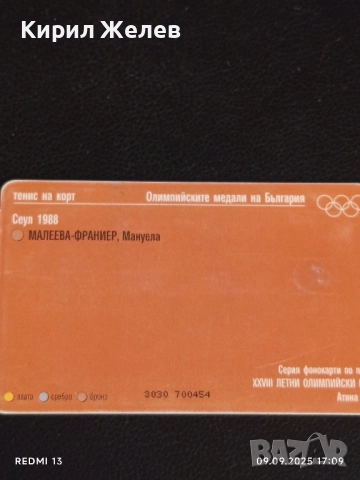 Кирил Желев
тенис на корт Олимпийските медали на България
Сеул 1988
МАЛЕЕВА-ФРАНИЕР, Мануела
Серия фонокарти по
XXVIII ЛЕТНИ ОЛИМПИЙСКИ
Атина
злато сребро бронз 3030 700454
REDMI 13 09.09.2025 17:09
bazar